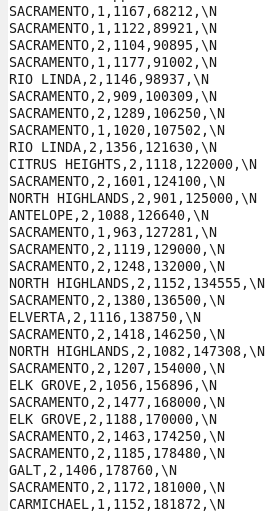 SACRAMENTO,1,1167,68212,\N
SACRAMENTO,1,1122,89921,\N
SACRAMENTO,2,1104,90895,\N
SACRAMENTO,1,1177,91002,\N
RIO LINDA,2,1146,98937,\N
SACRAMENTO,2,909,100309,\N
SACRAMENTO,2,1289,106250,\N
SACRAMENTO,1,1020,107502,\N
RIO LINDA,2,1356,121630,\N
CITRUS HEIGHTS,2,1118,122000,\N
SACRAMENTO,2,1601,124100,\N
NORTH HIGHLANDS,2,901,125000,\N
ANTELOPE,2,1088,126640,\N
SACRAMENTO,1,963,127281,\N
SACRAMENTO,2,1119,129000,\N
SACRAMENTO,2,1248,132000,\N
NORTH HIGHLANDS,2,1152,134555,\N
SACRAMENTO,2,1380,136500,\N
ELVERTA,2,1116,138750,\N
SACRAMENTO,2,1418,146250,\N
NORTH HIGHLANDS,2,1082,147308,\N
SACRAMENTO,2,1207,154000,\N
ELK GROVE,2,1056,156896,\N
SACRAMENTO,2,1477,168000,\N
ELK GROVE,2,1188,170000,\N
SACRAMENTO,2,1463,174250,\N
SACRAMENTO,2,1185,178480,\N
GALT,2,1406,178760,\N
SACRAMENTO,2,1172,181000,\N
CARMICHAEL,1,1152,181872,\N